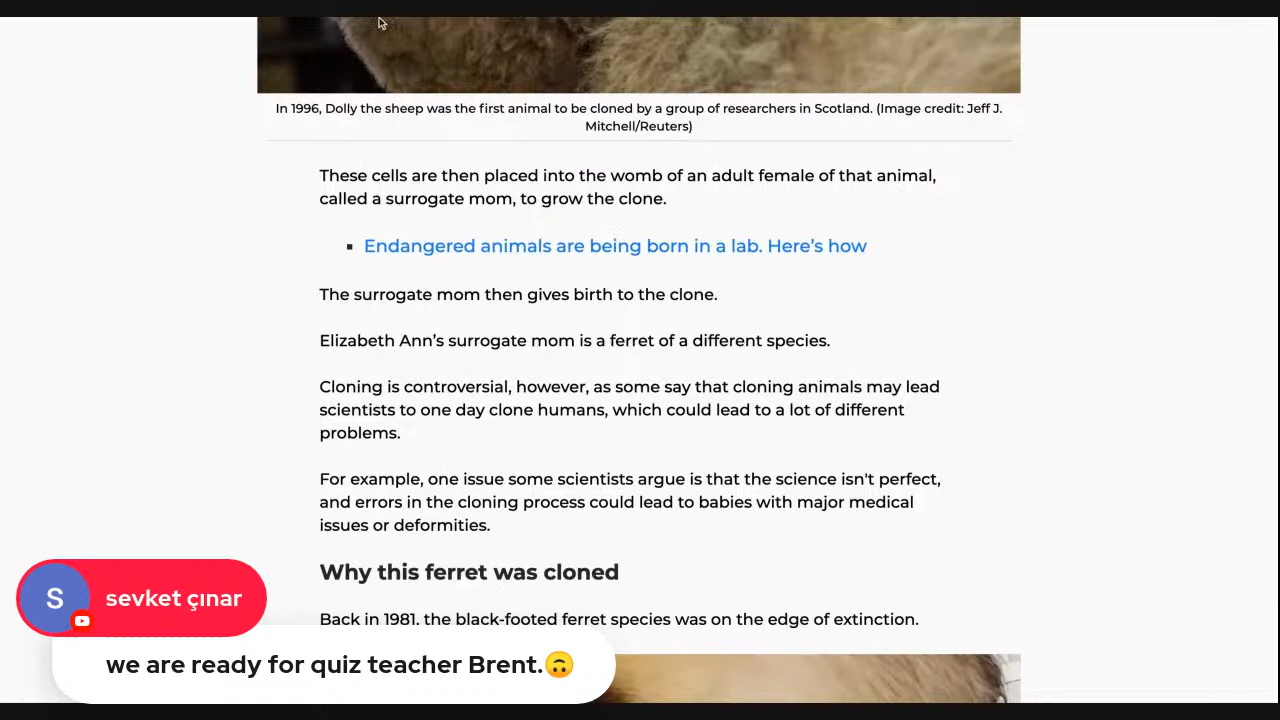 In 1996, Dolly the sheep was the first animal to be cloned by a group of researchers in Scotland. (Image credit: Jeff J.
Mitchell/Reuters)
These cells are then placed into the womb of an adult female of that animal,
called a surrogate mom, to grow the clone.
▪ Endangered animals are being born in a lab. Here’s how
The surrogate mom then gives birth to the clone.
Elizabeth Ann’s surrogate mom is a ferret of a different species.
Cloning is controversial, however, as some say that cloning animals may lead
scientists to one day clone humans, which could lead to a lot of different
problems.
For example, one issue some scientists argue is that the science isn't perfect,
and errors in the cloning process could lead to babies with major medical
issues or deformities.
Why this ferret was cloned
Back in 1981, the black-footed ferret species was on the edge of extinction.
S
sevket çınar
we are ready for quiz teacher Brent.🙃